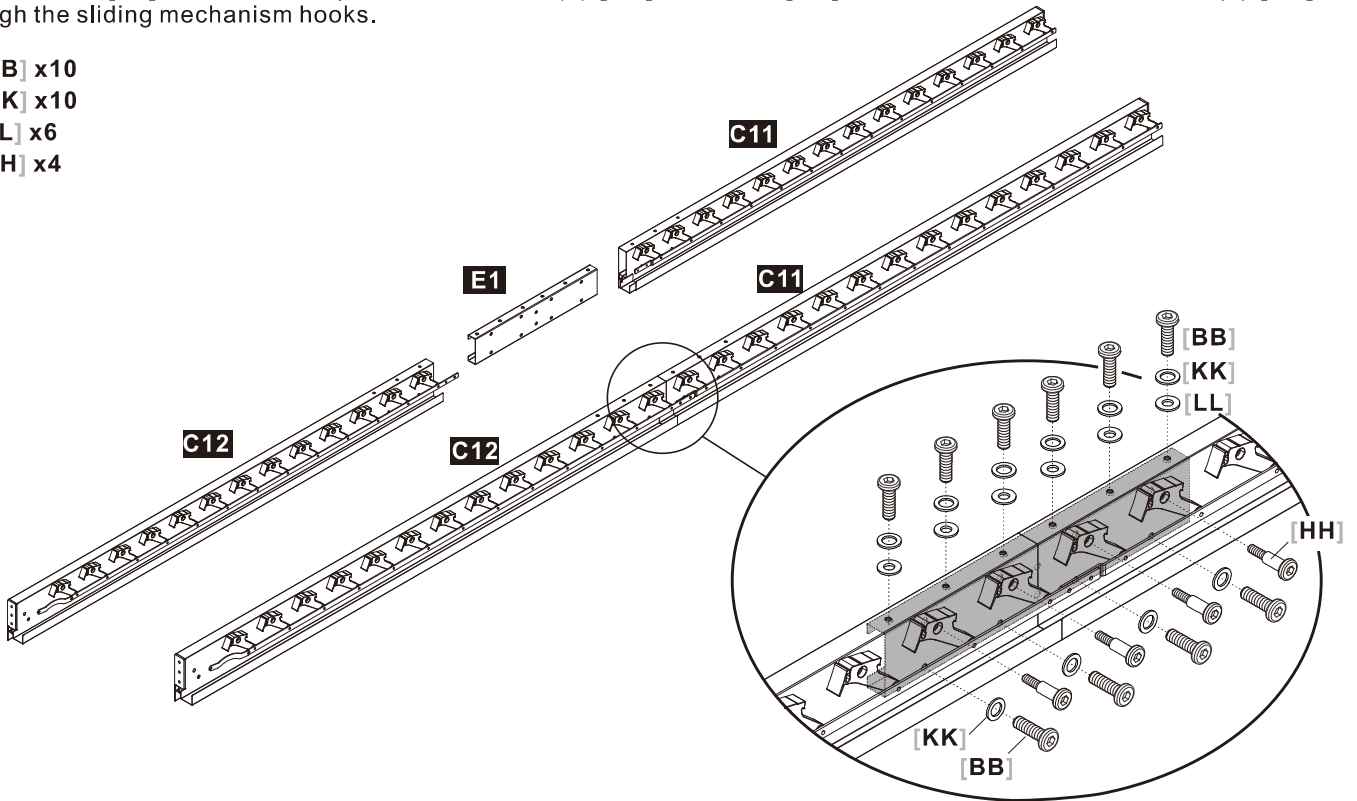 gh the sliding mechanism hooks.
B] x10
K] x10
L] x6
H] x4
C11
C11
E1
C12
C12
[BB]
[KK]
[LL]
[HH]
[KK]
[BB]